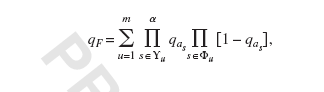 q_F = \sum_{u=1}^{m} \prod_{s \in \Upsilon_u}^{\alpha} q_{a_s} \prod_{s \in \Phi_u} [1 - q_{a_s}],